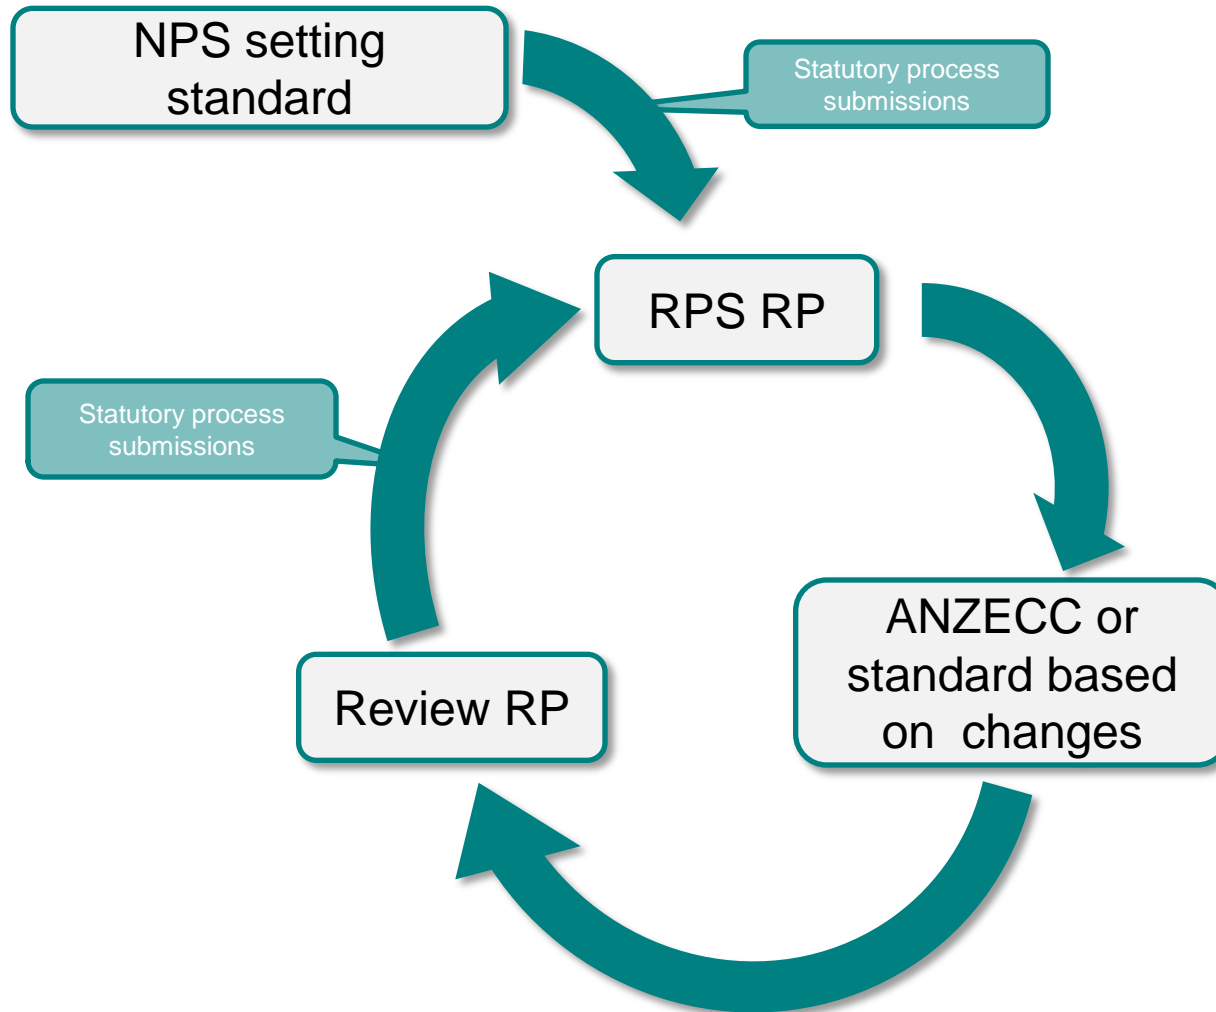 NPS setting
standard
Statutory process
submissions
RPS RP
Statutory process
submissions
ANZECC or
standard based
on  changes
Review RP